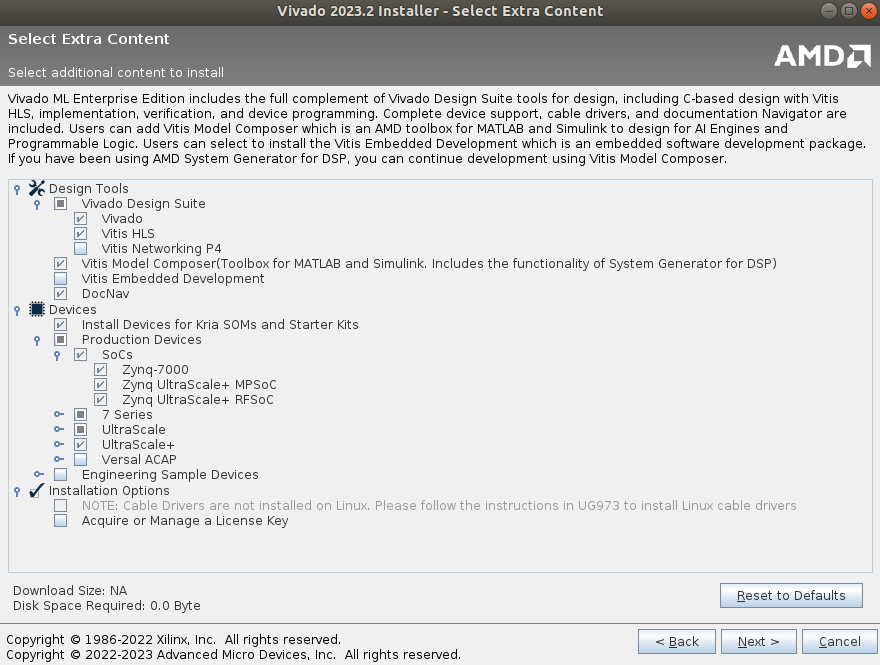 Vivado 2023.2 Installer - Select Extra Content
Select Extra Content
Select additional content to install
AMD
Vivado ML Enterprise Edition includes the full complement of Vivado Design Suite tools for design, including C-based design with Vitis
HLS, implementation, verification, and device programming. Complete device support, cable drivers, and documentation Navigator are
included. Users can add Vitis Model Composer which is an AMD toolbox for MATLAB and Simulink to design for AI Engines and
Programmable Logic. Users can select to install the Vitis Embedded Development which is an embedded software development package.
If you have been using AMD System Generator for DSP, you can continue development using Vitis Model Composer.
Design Tools
Vivado Design Suite
Vivado
Vitis HLS
Vitis Networking P4
Vitis Model Composer(Toolbox for MATLAB and Simulink. Includes the functionality of System Generator for DSP)
Vitis Embedded Development
DocNav
Devices
Install Devices for Kria SOMs and Starter Kits
Production Devices
SoCs
Zynq-7000
Zynq UltraScale+ MPSoC
Zynq UltraScale+ RFSoC
7 Series
UltraScale
UltraScale+
Versal ACAP
Engineering Sample Devices
Installation Options
NOTE: Cable Drivers are not installed on Linux. Please follow the instructions in UG973 to install Linux cable drivers
Acquire or Manage a License Key
Download Size: NA
Disk Space Required: 0.0 Byte
Reset to Defaults
Copyright © 1986-2022 Xilinx, Inc. All rights reserved.
Copyright © 2022-2023 Advanced Micro Devices, Inc. All rights reserved.
< Back
Next >
Cancel